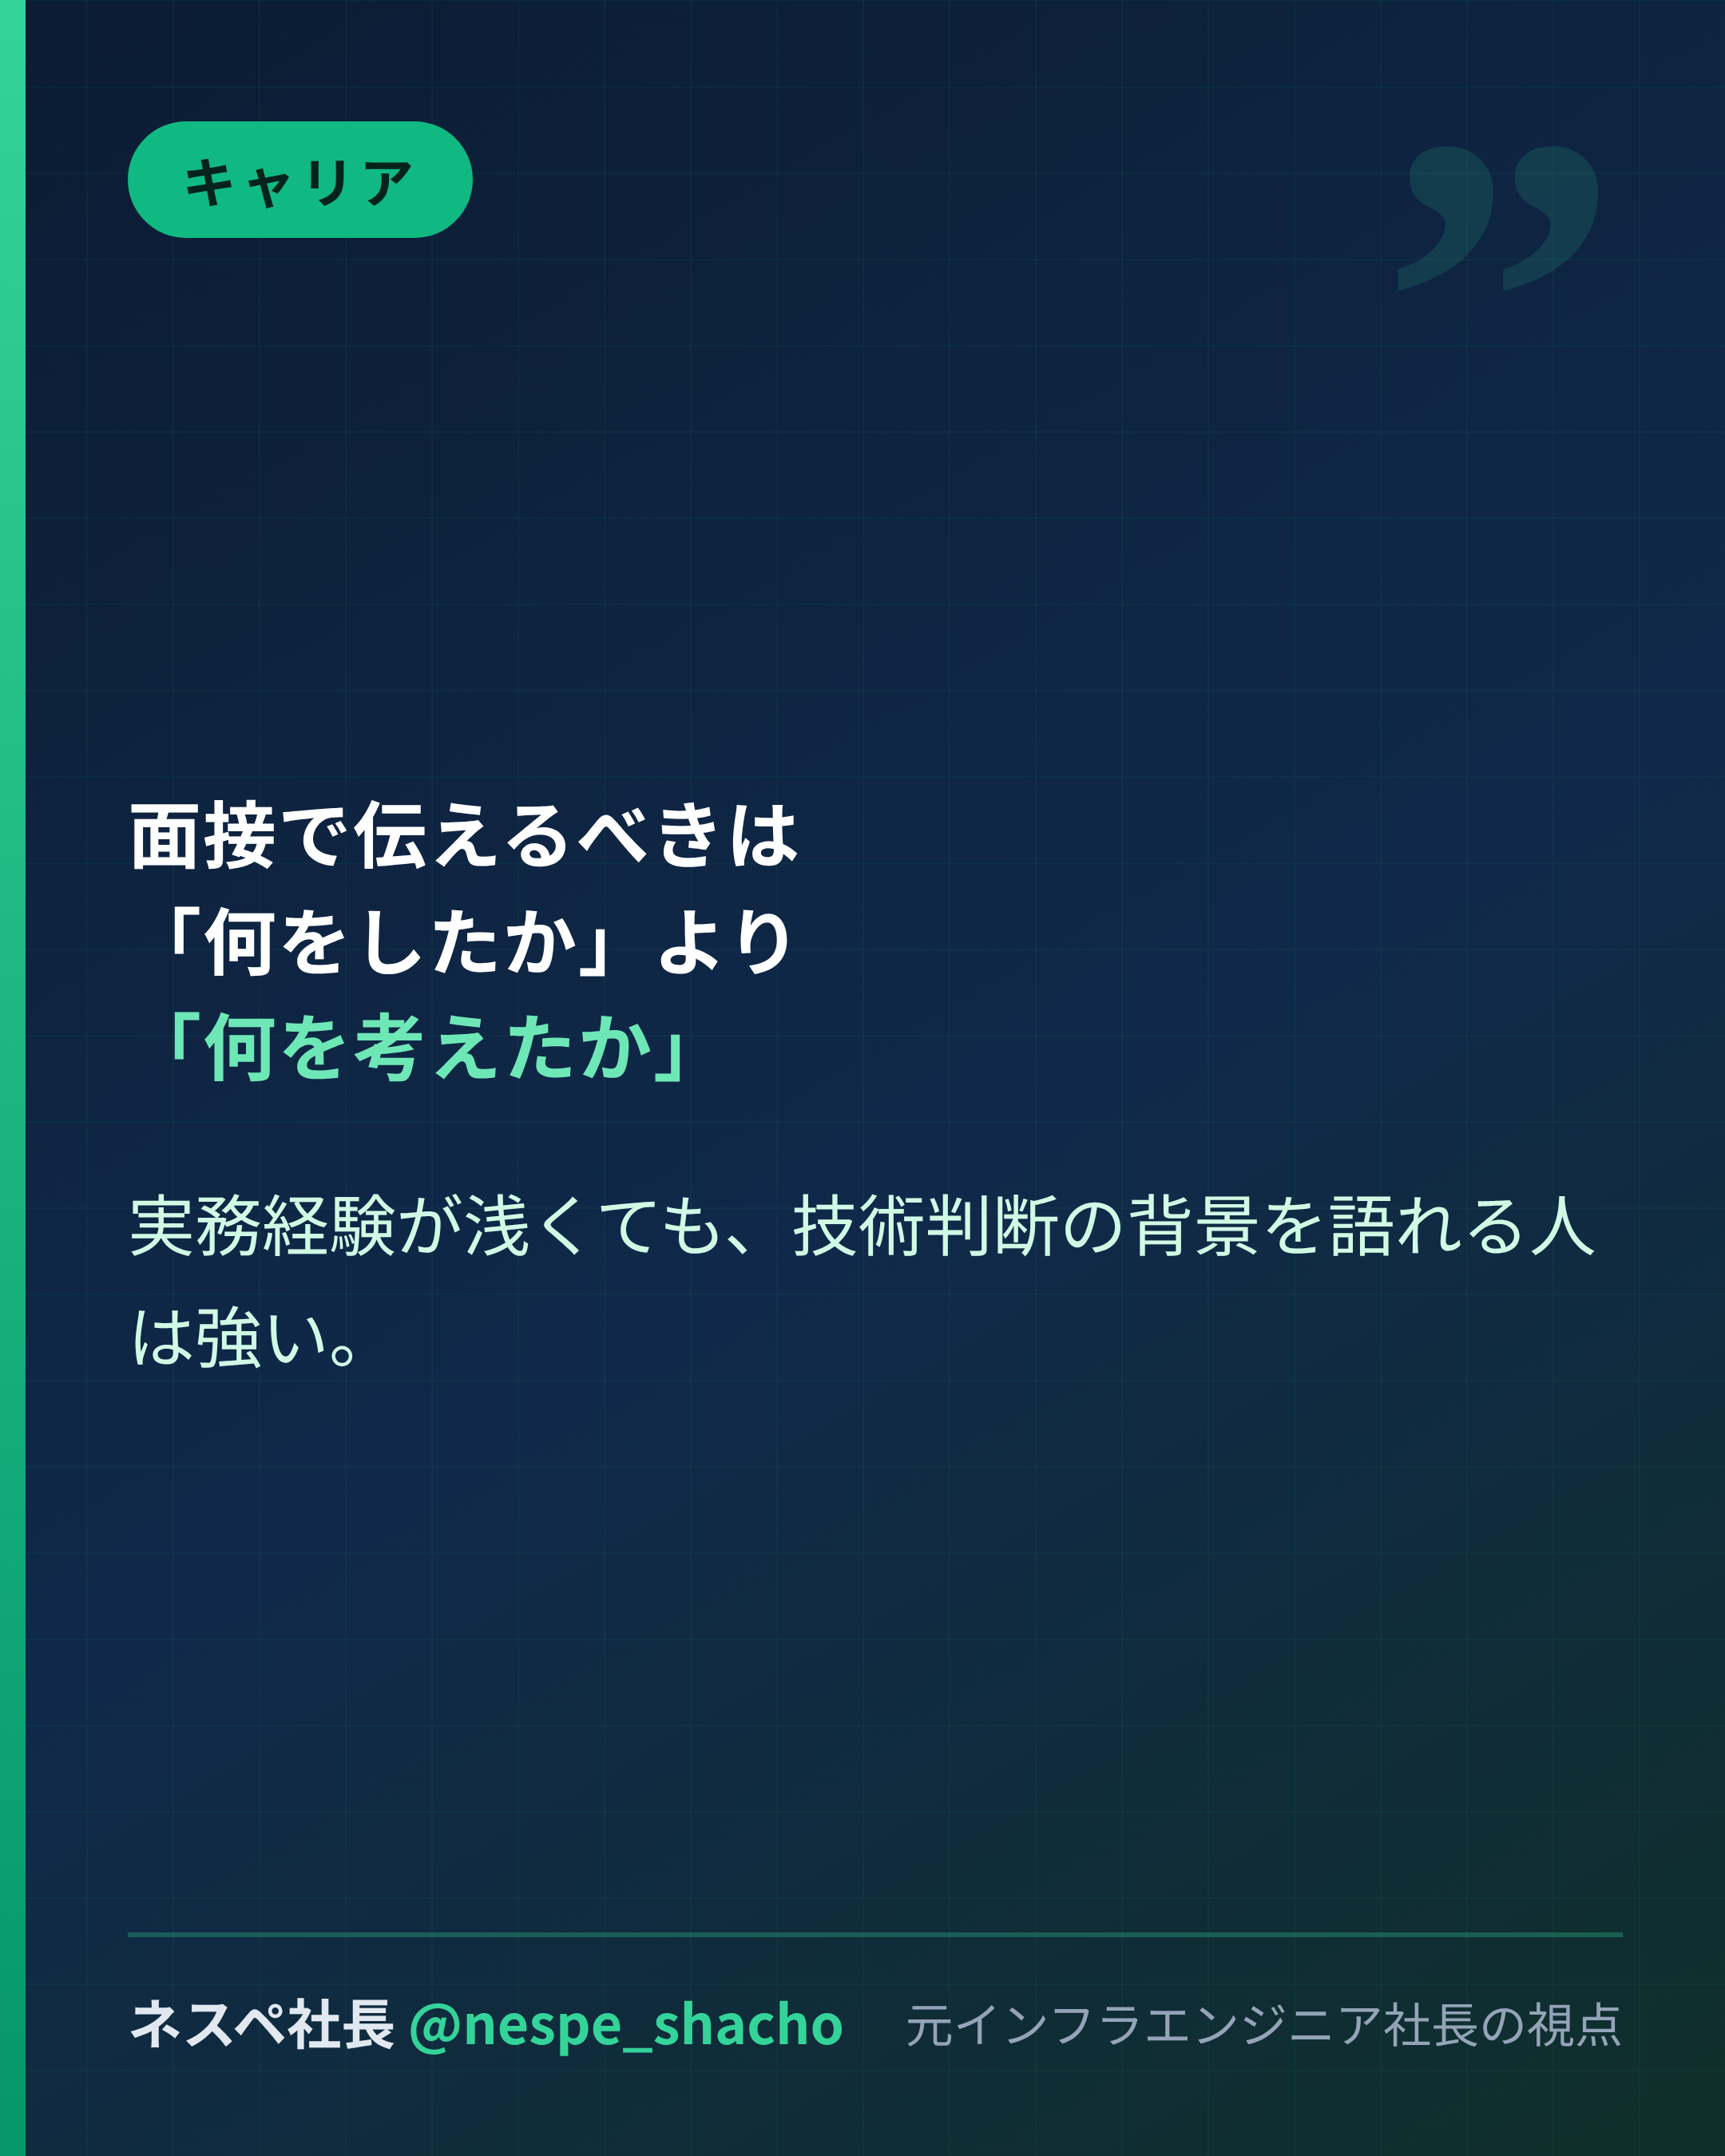 キャリア
”
面接で伝えるべきは
「何をしたか」より
「何を考えたか」
実務経験が浅くても、技術判断の背景を語れる人
は強い。
ネスペ社長 @nespe_shacho 元インフラエンジニア社長の視点